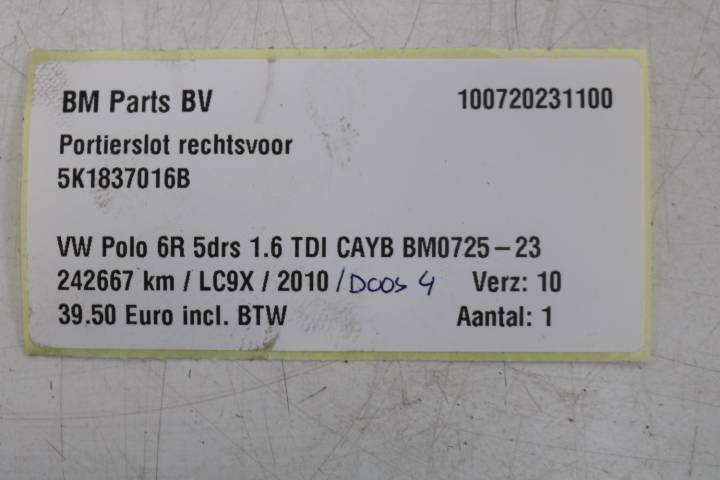 BM Parts BV 100720231100
Portierslot rechtsvoor
5K1837016B
VW Polo 6R 5drs 1.6 TDI CAYB BM0725-23
242667 km / LC9X / 2010 /Doos 4 Verz: 10
39.50 Euro incl. BTW Aantal: 1